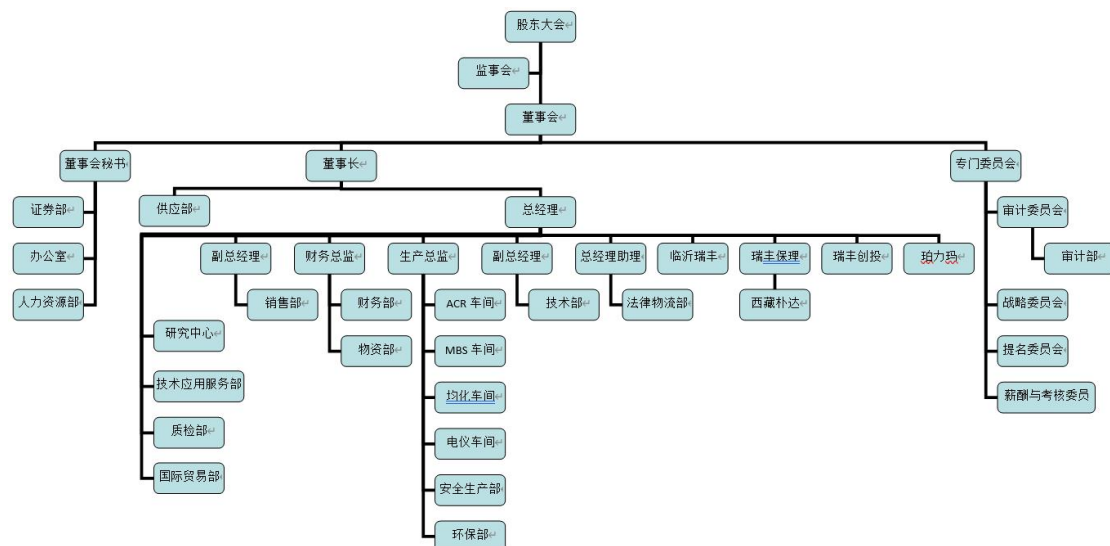 股东大会
监事会
董事会
董事会秘书
董事长
专门委员会
证券部
供应部
总经理
审计委员会
办公室
副总经理
财务总监
生产总监
副总经理
总经理助理
临沂瑞丰
瑞丰保理
瑞丰创投
珀力玛
审计部
人力资源部
销售部
财务部
ACR 车间
技术部
法律物流部
西藏朴达
战略委员会
研究中心
物资部
MBS 车间
提名委员会
技术应用服务部
均化车间
薪酬与考核委员
质检部
电仪车间
国际贸易部
安全生产部
环保部